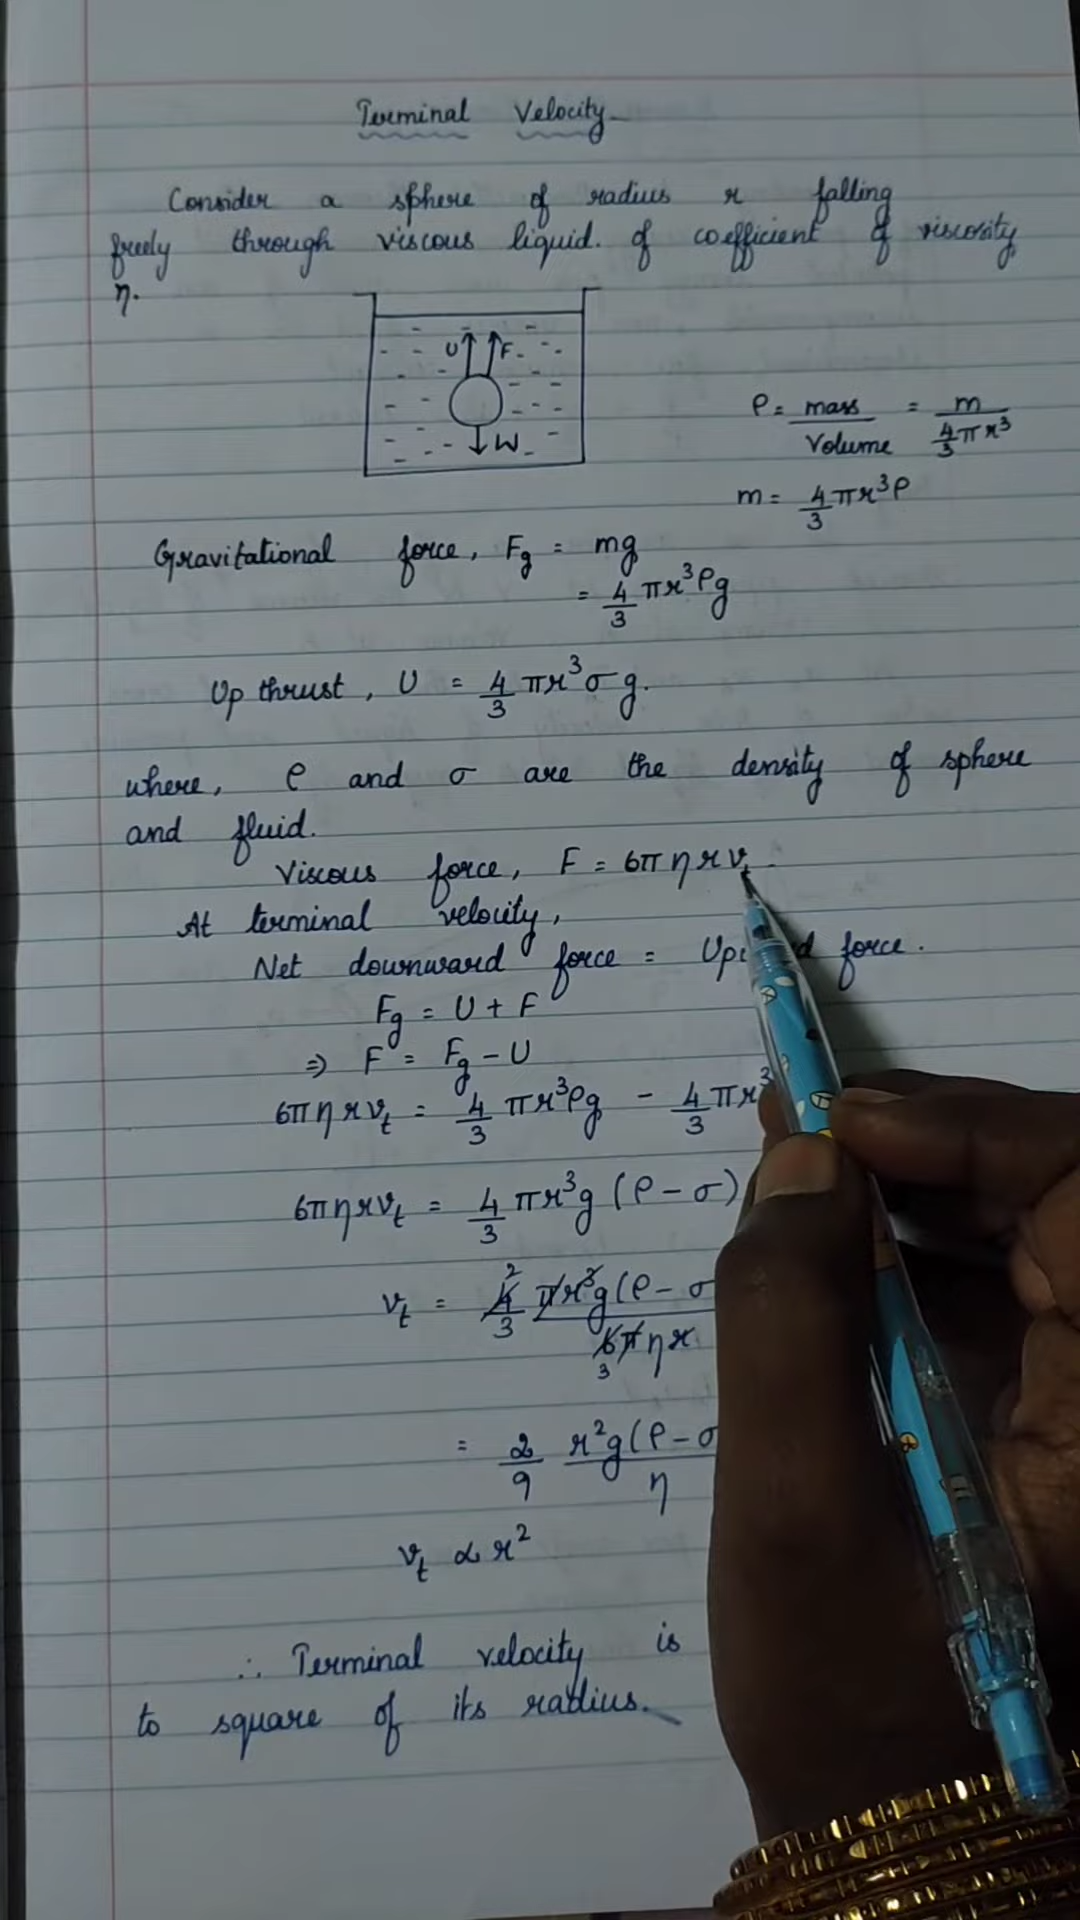 Terminal Velocity
Consider a sphere of radius r falling
freely through viscous liquid. of coefficient of viscosity
η.
U F
W
ρ = mass / Volume = m / 4/3 πr³
m = 4/3 πr³ρ
Gravitational force, Fg = mg
= 4/3 πr³ρg
Up thrust, U = 4/3 πr³σg.
where, ρ and σ are the density of sphere
and fluid.
Viscous force, F = 6πηrvt
At terminal velocity,
Net downward force = force.
Fg = U + F
⇒ F = Fg - U
6πηrvt = 4/3 πr³ρg - 4/3 πr³
6πηrvt = 4/3 πr³g (ρ - σ)
vt = 4/3 2 πr³g(ρ - σ / 6πηr 3
= 2/9 r²g(ρ - σ / η
vt ∝ r²
∴ Terminal velocity is
to square of its radius.